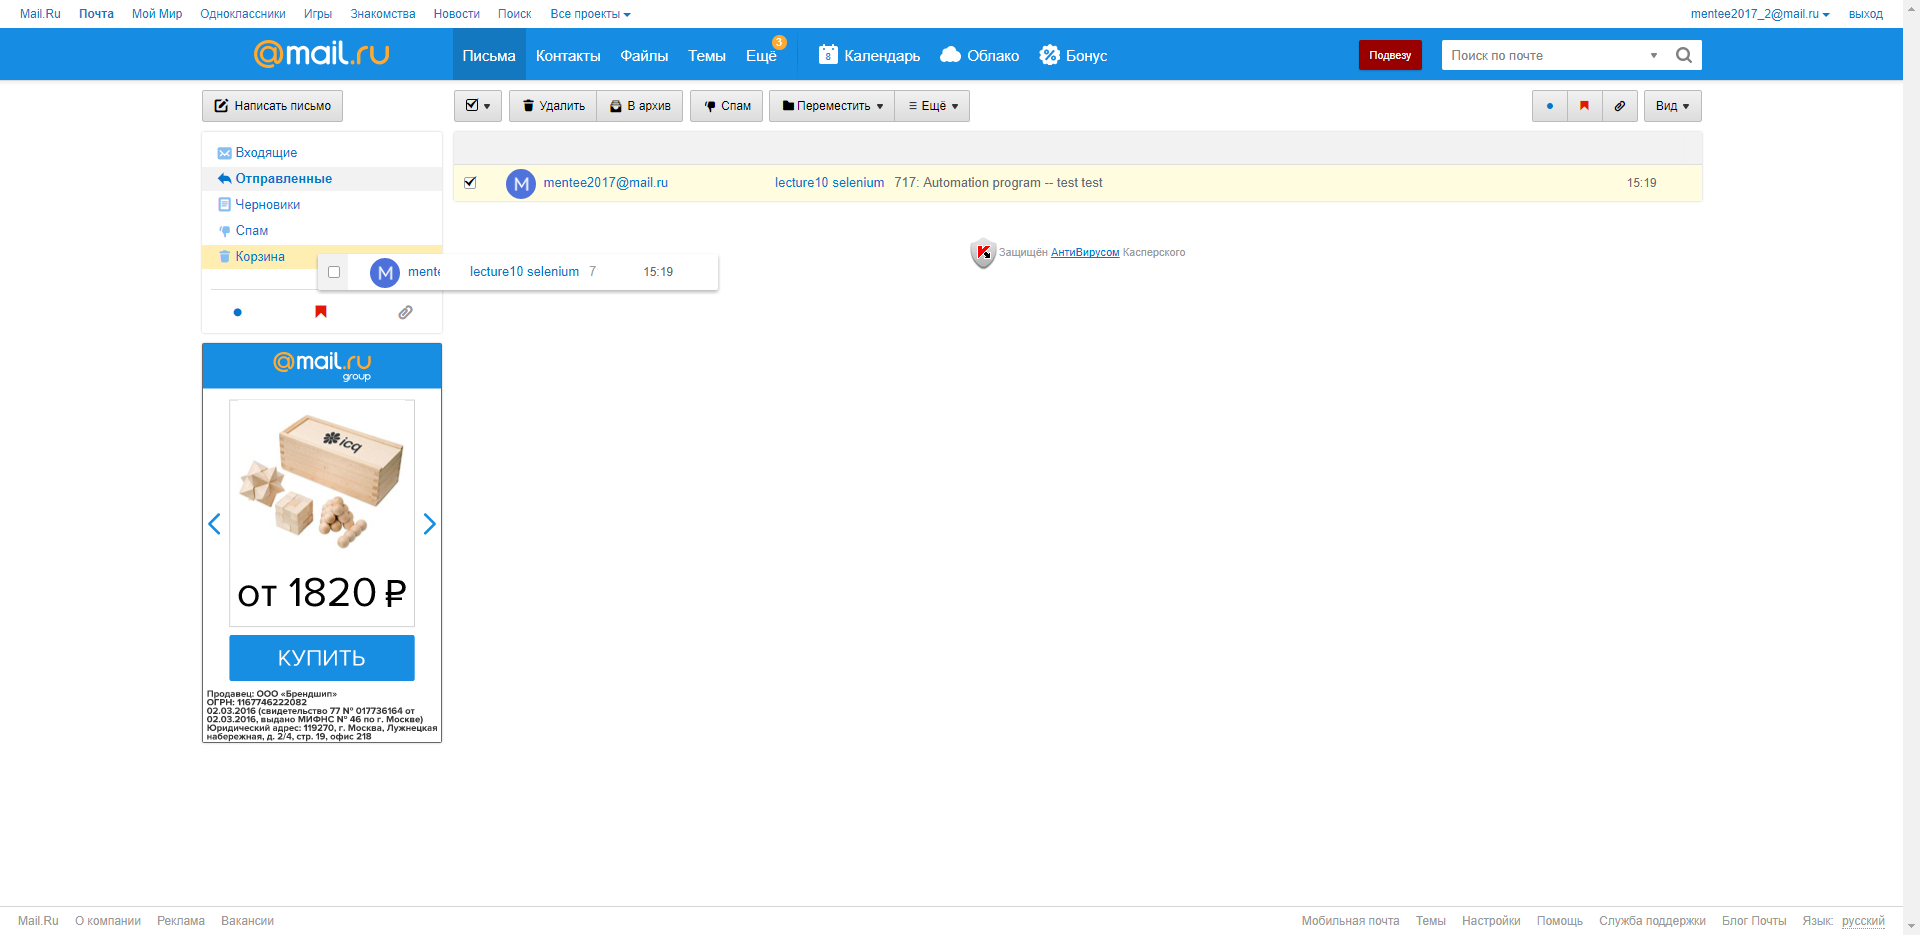 Mail.Ru Почта Мой Мир Одноклассники Игры Знакомства Новости Поиск Все проекты mentee2017_2@mail.ru выход
@mail.ru Письма Контакты Файлы Темы Ещё 3 8 Календарь Облако Бонус Подвезу Поиск по почте
Написать письмо Удалить В архив Спам Переместить Ещё Вид
Входящие
Отправленные
Черновики
Спам
Корзина
M mentee2017@mail.ru lecture10 selenium 717: Automation program -- test test 15:19
K Защищён АнтиВирусом Касперского
M mente lecture10 selenium 7 15:19
@mail.ru
group
icq
от 1820 ₽
КУПИТЬ
Продавец: ООО «Брендшип»
ОГРН: 1167746222082
02.03.2016 (свидетельство 77 № 017736164 от
02.03.2016, выдано МИФНС № 46 по г. Москве)
Юридический адрес: 119270, г. Москва, Лужнецкая
набережная, д. 2/4, стр. 19, офис 218
Mail.Ru О компании Реклама Вакансии Мобильная почта Темы Настройки Помощь Служба поддержки Блог Почты Язык: русский